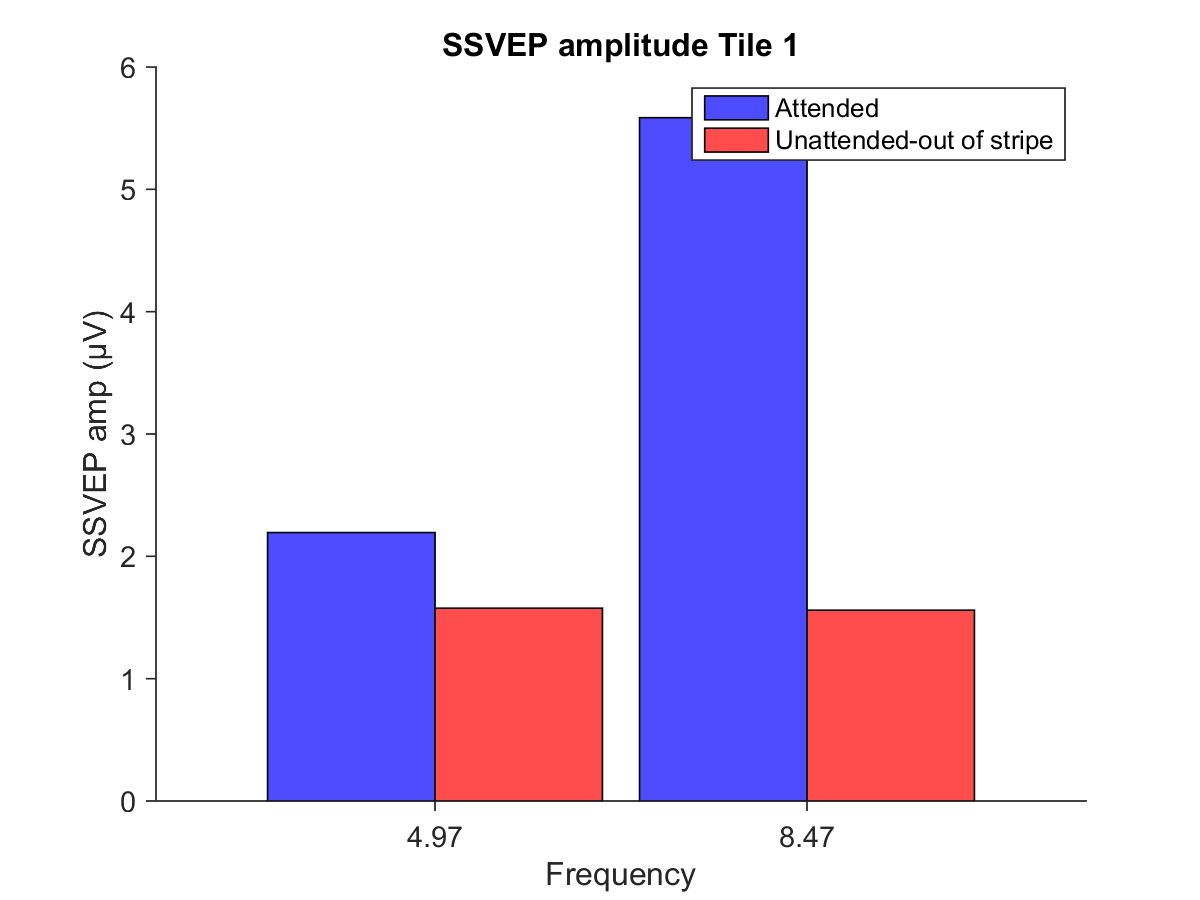 SSVEP amplitude Tile 1
6
5
4
3
2
1
0
SSVEP amp (µV)
Attended
Unattended-out of stripe
4.97
8.47
Frequency